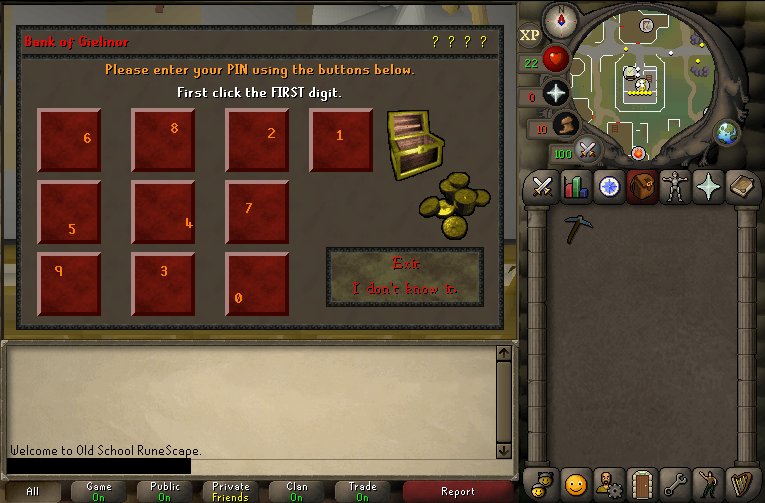 Bank of Gielinor
? ? ? ?
Please enter your PIN using the buttons below.
First click the FIRST digit.
6
8
2
1
5
4
7
9
3
0
Exit
I don't know it.
XP
N
22
0
10
100
Welcome to Old School RuneScape.
All
Game
On
Public
On
Private
Friends
Clan
On
Trade
On
Report